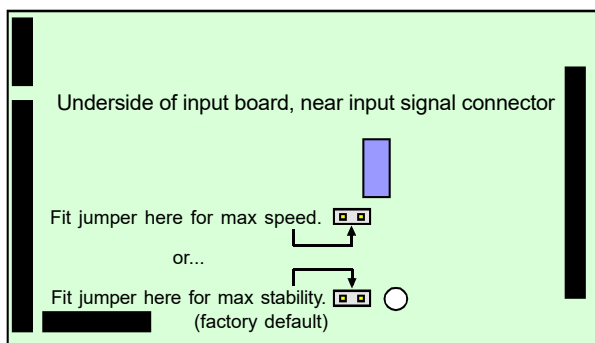 Underside of input board, near input signal connector
Fit jumper here for max speed.
or...
Fit jumper here for max stability.
(factory default)